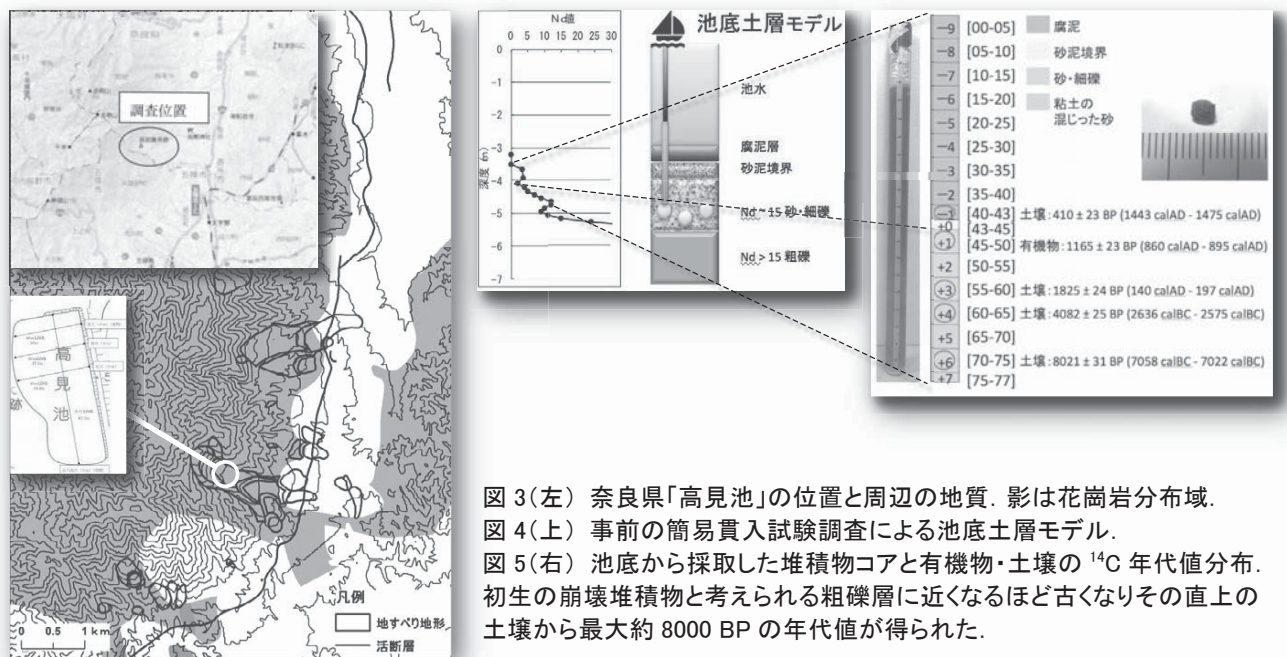 調査位置
高
見
池
跡
0 0.5 1km
凡例
地すべり地形
活断層
Nd値
0 5 10 15 20 25 30
深度(m)
0
-1
-2
-3
-4
-5
-6
-7
池底土層モデル
池水
腐泥層
砂泥境界
Nd~15 砂・細礫
Nd>15 粗礫
-9 [00-05]
-8 [05-10]
-7 [10-15]
-6 [15-20]
-5 [20-25]
-4 [25-30]
-3 [30-35]
-2 [35-40]
-1 [40-43] 土壌:410±23 BP (1443 calAD - 1475 calAD)
+0 [43-45]
+1 [45-50] 有機物:1165±23 BP (860 calAD - 895 calAD)
+2 [50-55]
+3 [55-60] 土壌:1825±24 BP (140 calAD - 197 calAD)
+4 [60-65] 土壌:4082±25 BP (2636 calBC - 2575 calBC)
+5 [65-70]
+6 [70-75] 土壌:8021±31 BP (7058 calBC - 7022 calBC)
+7 [75-77]
腐泥
砂泥境界
砂・細礫
粘土の
混じった砂
図3(左) 奈良県「高見池」の位置と周辺の地質.影は花崗岩分布域.
図4(上) 事前の簡易貫入試験調査による池底土層モデル.
図5(右) 池底から採取した堆積物コアと有機物・土壌の ¹⁴C 年代値分布.
初生の崩壊堆積物と考えられる粗礫層に近くなるほど古くなりその直上の
土壌から最大約 8000 BP の年代値が得られた.